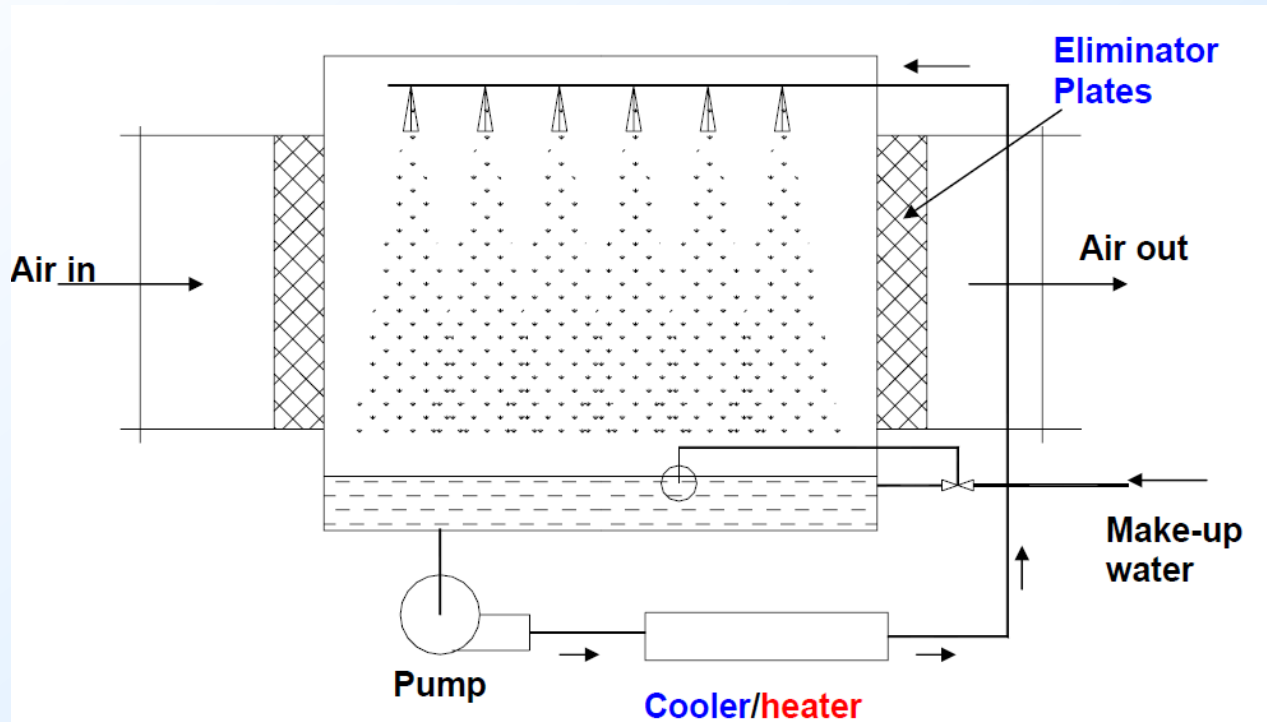 Eliminator
Plates
Air in
Air out
Make-up
water
Pump
Cooler/heater